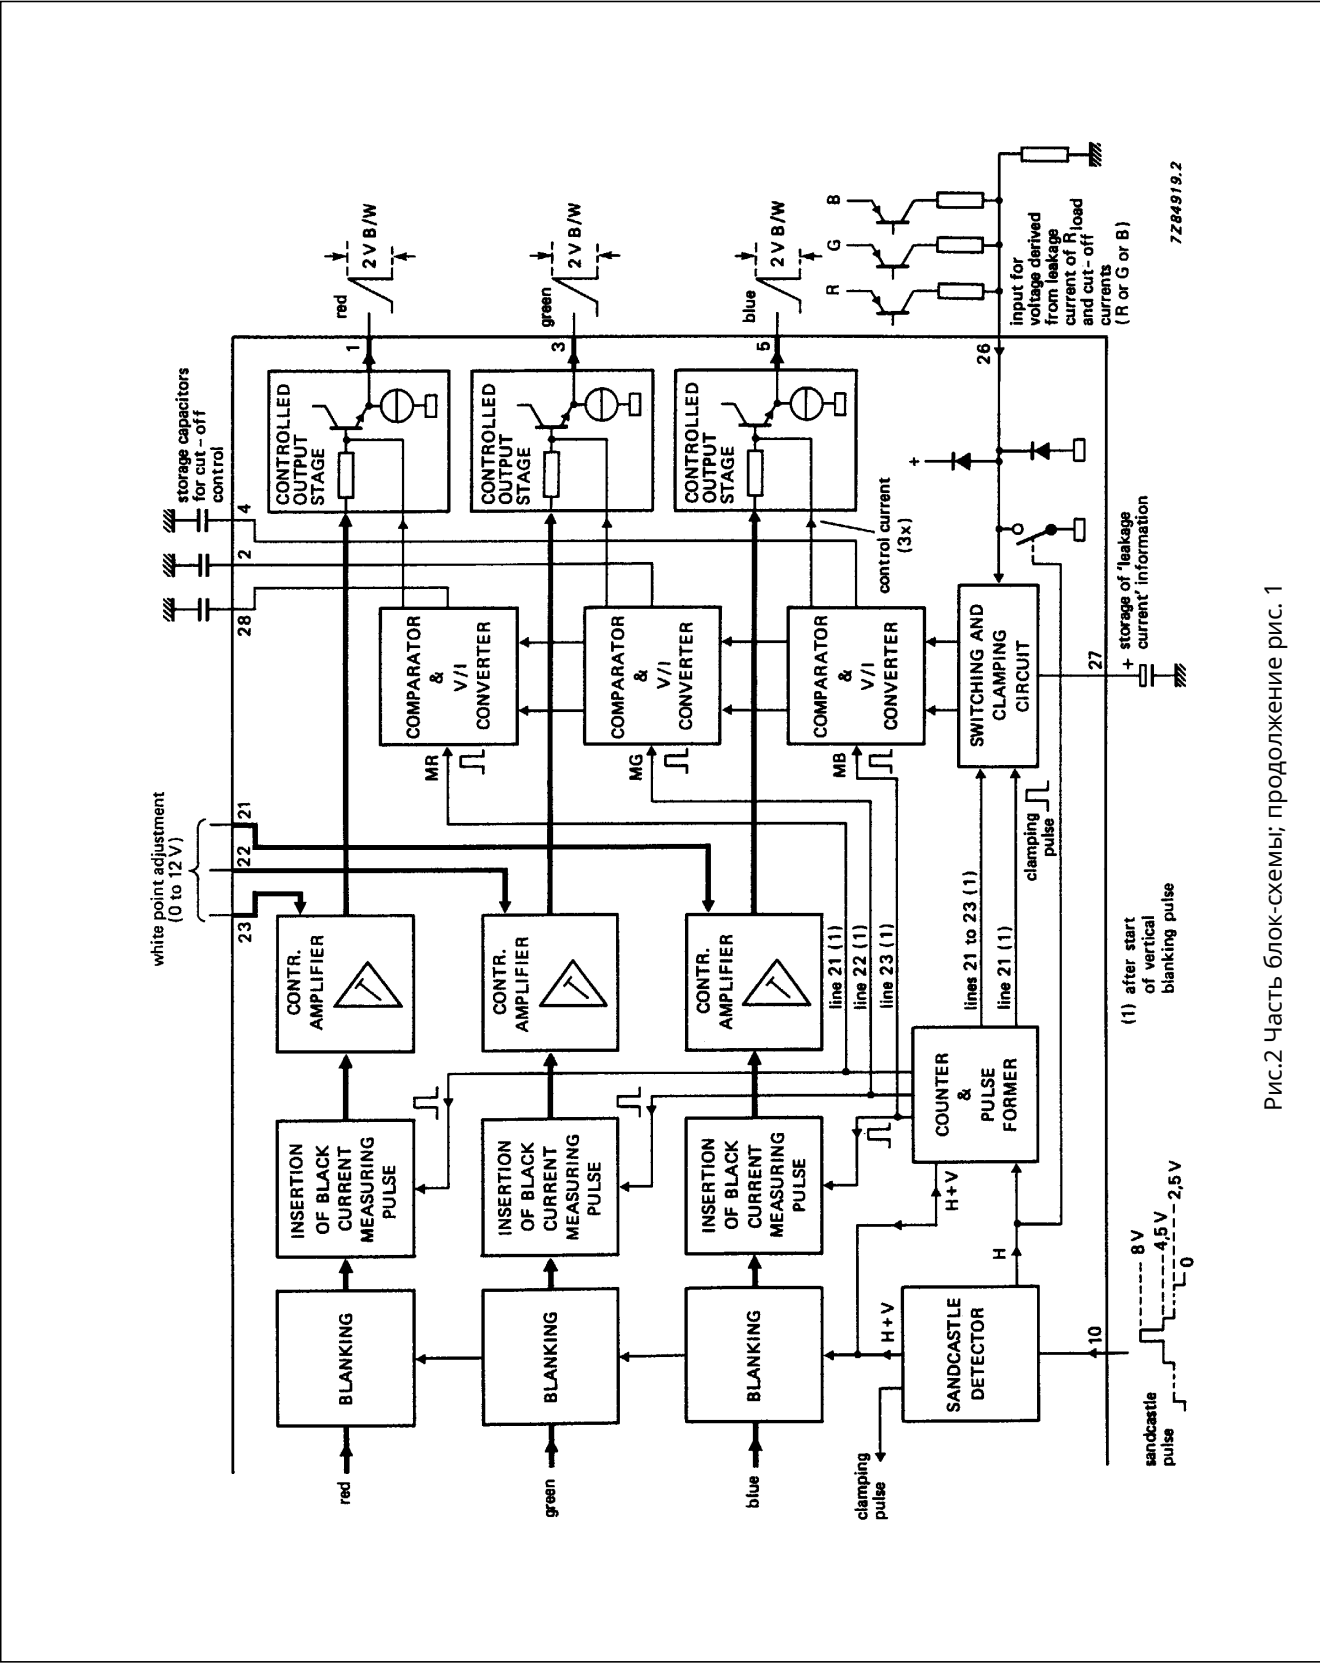 white point adjustment
(0 to 12 V)
23
22
21
storage capacitors
for cut-off
control
28
2
4
red
BLANKING
INSERTION
OF BLACK
CURRENT
MEASURING
PULSE
CONTR.
AMPLIFIER
CONTROLLED
OUTPUT
STAGE
1
red
2 V B/W
MR
COMPARATOR
&
V/I
CONVERTER
green
BLANKING
INSERTION
OF BLACK
CURRENT
MEASURING
PULSE
CONTR.
AMPLIFIER
CONTROLLED
OUTPUT
STAGE
3
green
2 V B/W
MG
COMPARATOR
&
V/I
CONVERTER
blue
BLANKING
INSERTION
OF BLACK
CURRENT
MEASURING
PULSE
CONTR.
AMPLIFIER
CONTROLLED
OUTPUT
STAGE
5
blue
2 V B/W
MB
COMPARATOR
&
V/I
CONVERTER
control current
(3x)
line 21 (1)
line 22 (1)
line 23 (1)
clamping
pulse
H+V
SANDCASTLE
DETECTOR
H
H+V
COUNTER
&
PULSE
FORMER
lines 21 to 23 (1)
line 21 (1)
clamping
pulse
SWITCHING AND
CLAMPING
CIRCUIT
+
R
G
B
26
input for
voltage derived
from leakage
current of Rload
and cut-off
currents
(R or G or B)
10
27
sandcastle
pulse
8 V
4,5 V
2,5 V
0
(1) after start
of vertical
blanking pulse
+ storage of 'leakage
current' information
7Z84919.2
Рис.2 Часть блок-схемы; продолжение рис. 1